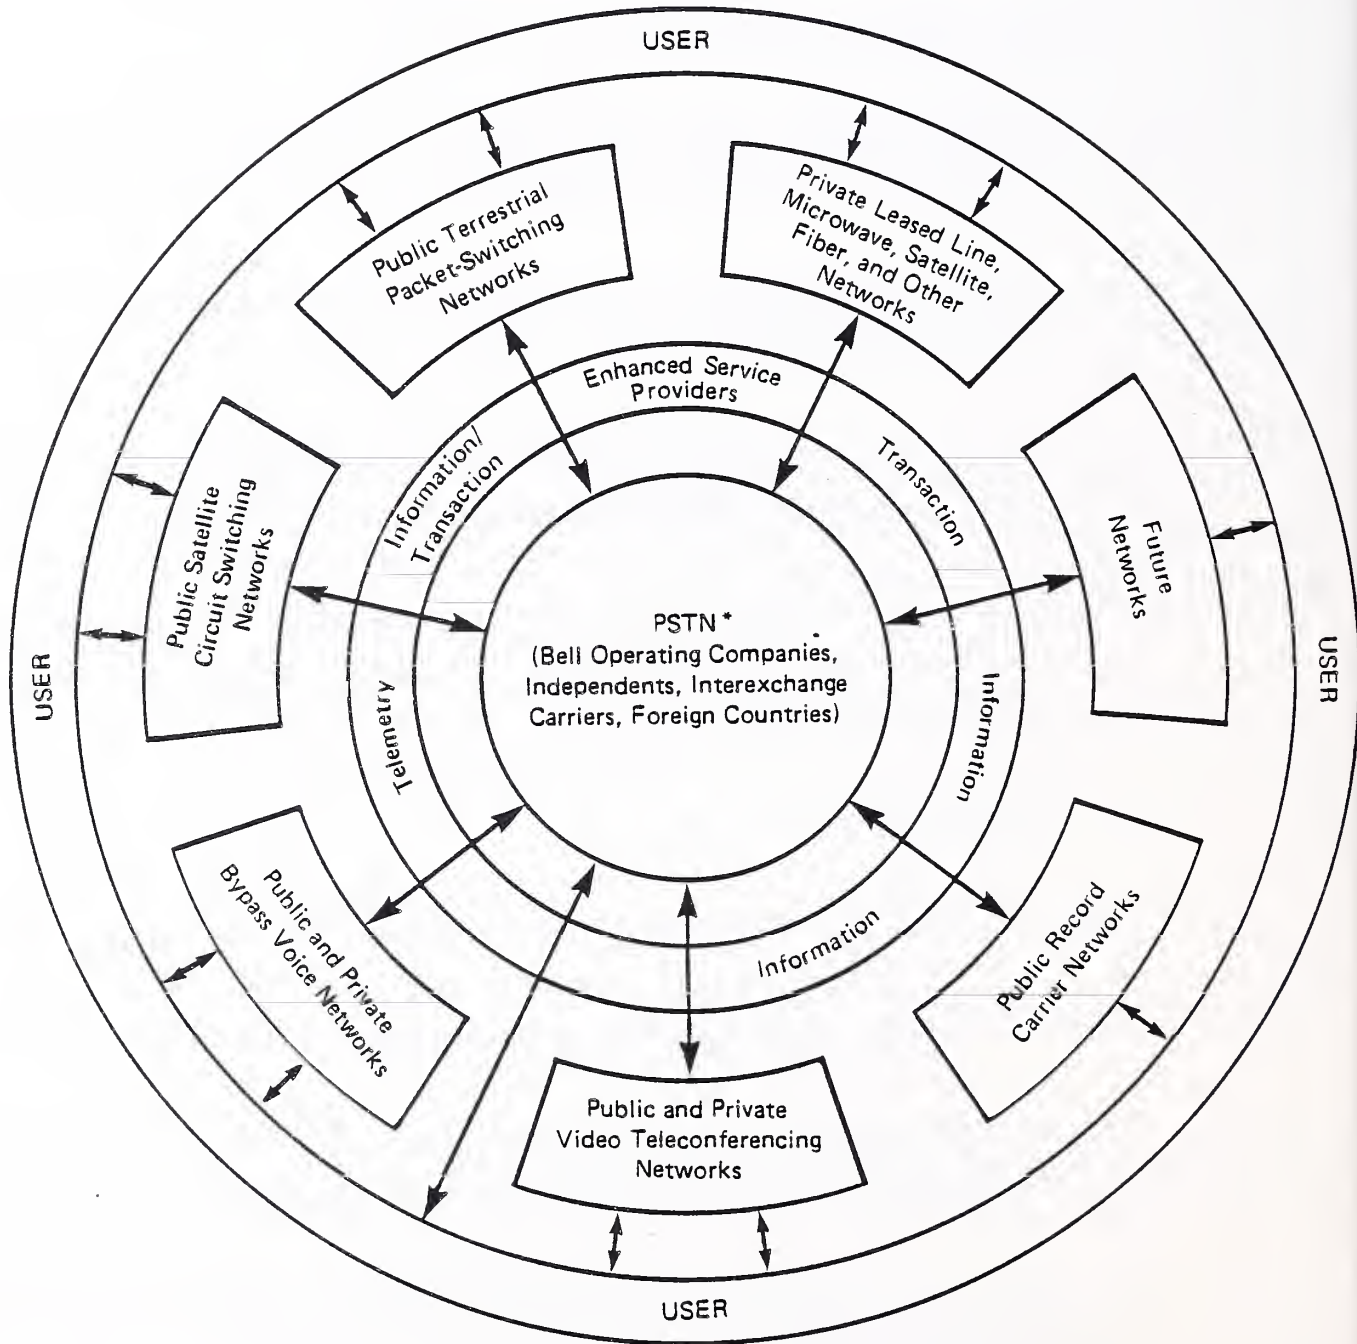 USER
Public Terrestrial
Packet-Switching
Networks
Private Leased Line,
Microwave, Satellite,
Fiber, and Other
Networks
Enhanced Service
Providers
Information/
Transaction
Transaction
Public Satellite
Circuit Switching
Networks
Future
Networks
PSTN*
(Bell Operating Companies,
Independents, Interexchange
Carriers, Foreign Countries)
USER
USER
Telemetry
Information
Public and Private
Bypass Voice Networks
Information
Public Record
Carrier Networks
Public and Private
Video Teleconferencing
Networks
USER